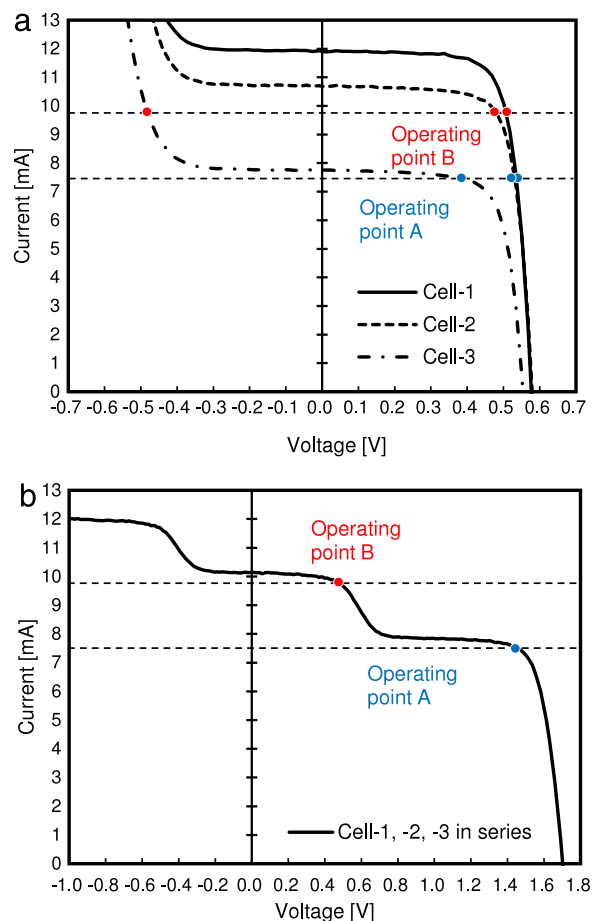 a
13
12
11
10
9
8
7
6
5
4
3
2
1
0
Current [mA]
Operating
point B
Operating
point A
Cell-1
Cell-2
Cell-3
-0.7 -0.6 -0.5 -0.4 -0.3 -0.2 -0.1 0.0 0.1 0.2 0.3 0.4 0.5 0.6 0.7
Voltage [V]
b
13
12
11
10
9
8
7
6
5
4
3
2
1
0
Current [mA]
Operating
point B
Operating
point A
Cell-1, -2, -3 in series
-1.0 -0.8 -0.6 -0.4 -0.2 0.0 0.2 0.4 0.6 0.8 1.0 1.2 1.4 1.6 1.8
Voltage [V]